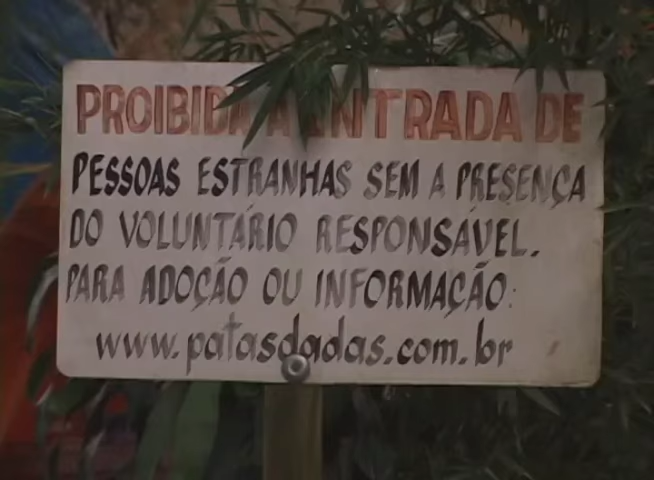 PROIBIDA A ENTRADA DE
PESSOAS ESTRANHAS SEM A PRESENÇA
DO VOLUNTÁRIO RESPONSÁVEL.
PARA ADOÇÃO OU INFORMAÇÃO:
www.patasdadas.com.br